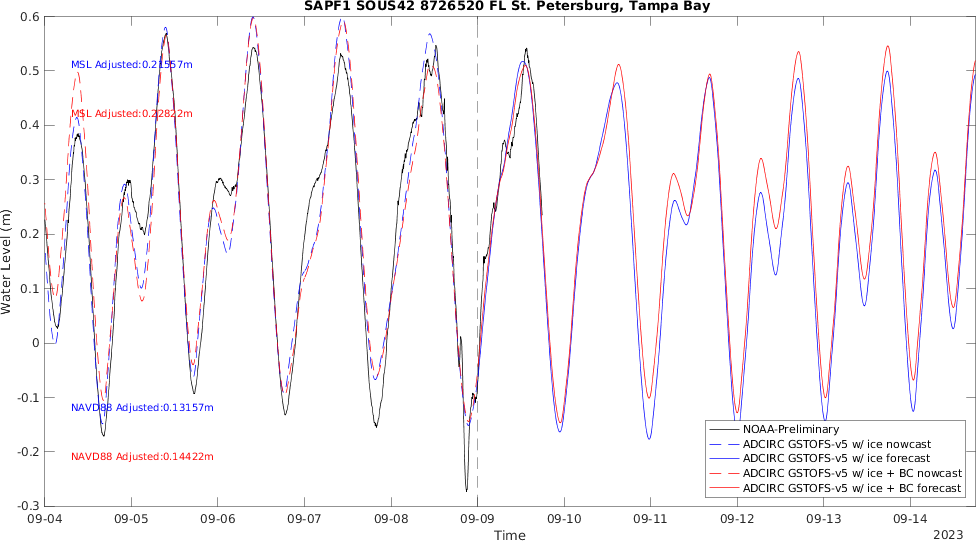 SAPF1 SOUS42 8726520 FL St. Petersburg, Tampa Bay
0.6
0.5
0.4
0.3
0.2
0.1
0
-0.1
-0.2
-0.3
Water Level (m)
MSL Adjusted:0.21557m
MSL Adjusted:0.22822m
NAVD88 Adjusted:0.13157m
NAVD88 Adjusted:0.14422m
NOAA-Preliminary
ADCIRC GSTOFS-v5 w/ ice nowcast
ADCIRC GSTOFS-v5 w/ ice forecast
ADCIRC GSTOFS-v5 w/ ice + BC nowcast
ADCIRC GSTOFS-v5 w/ ice + BC forecast
09-04 09-05 09-06 09-07 09-08 09-09 09-10 09-11 09-12 09-13 09-14
Time
2023